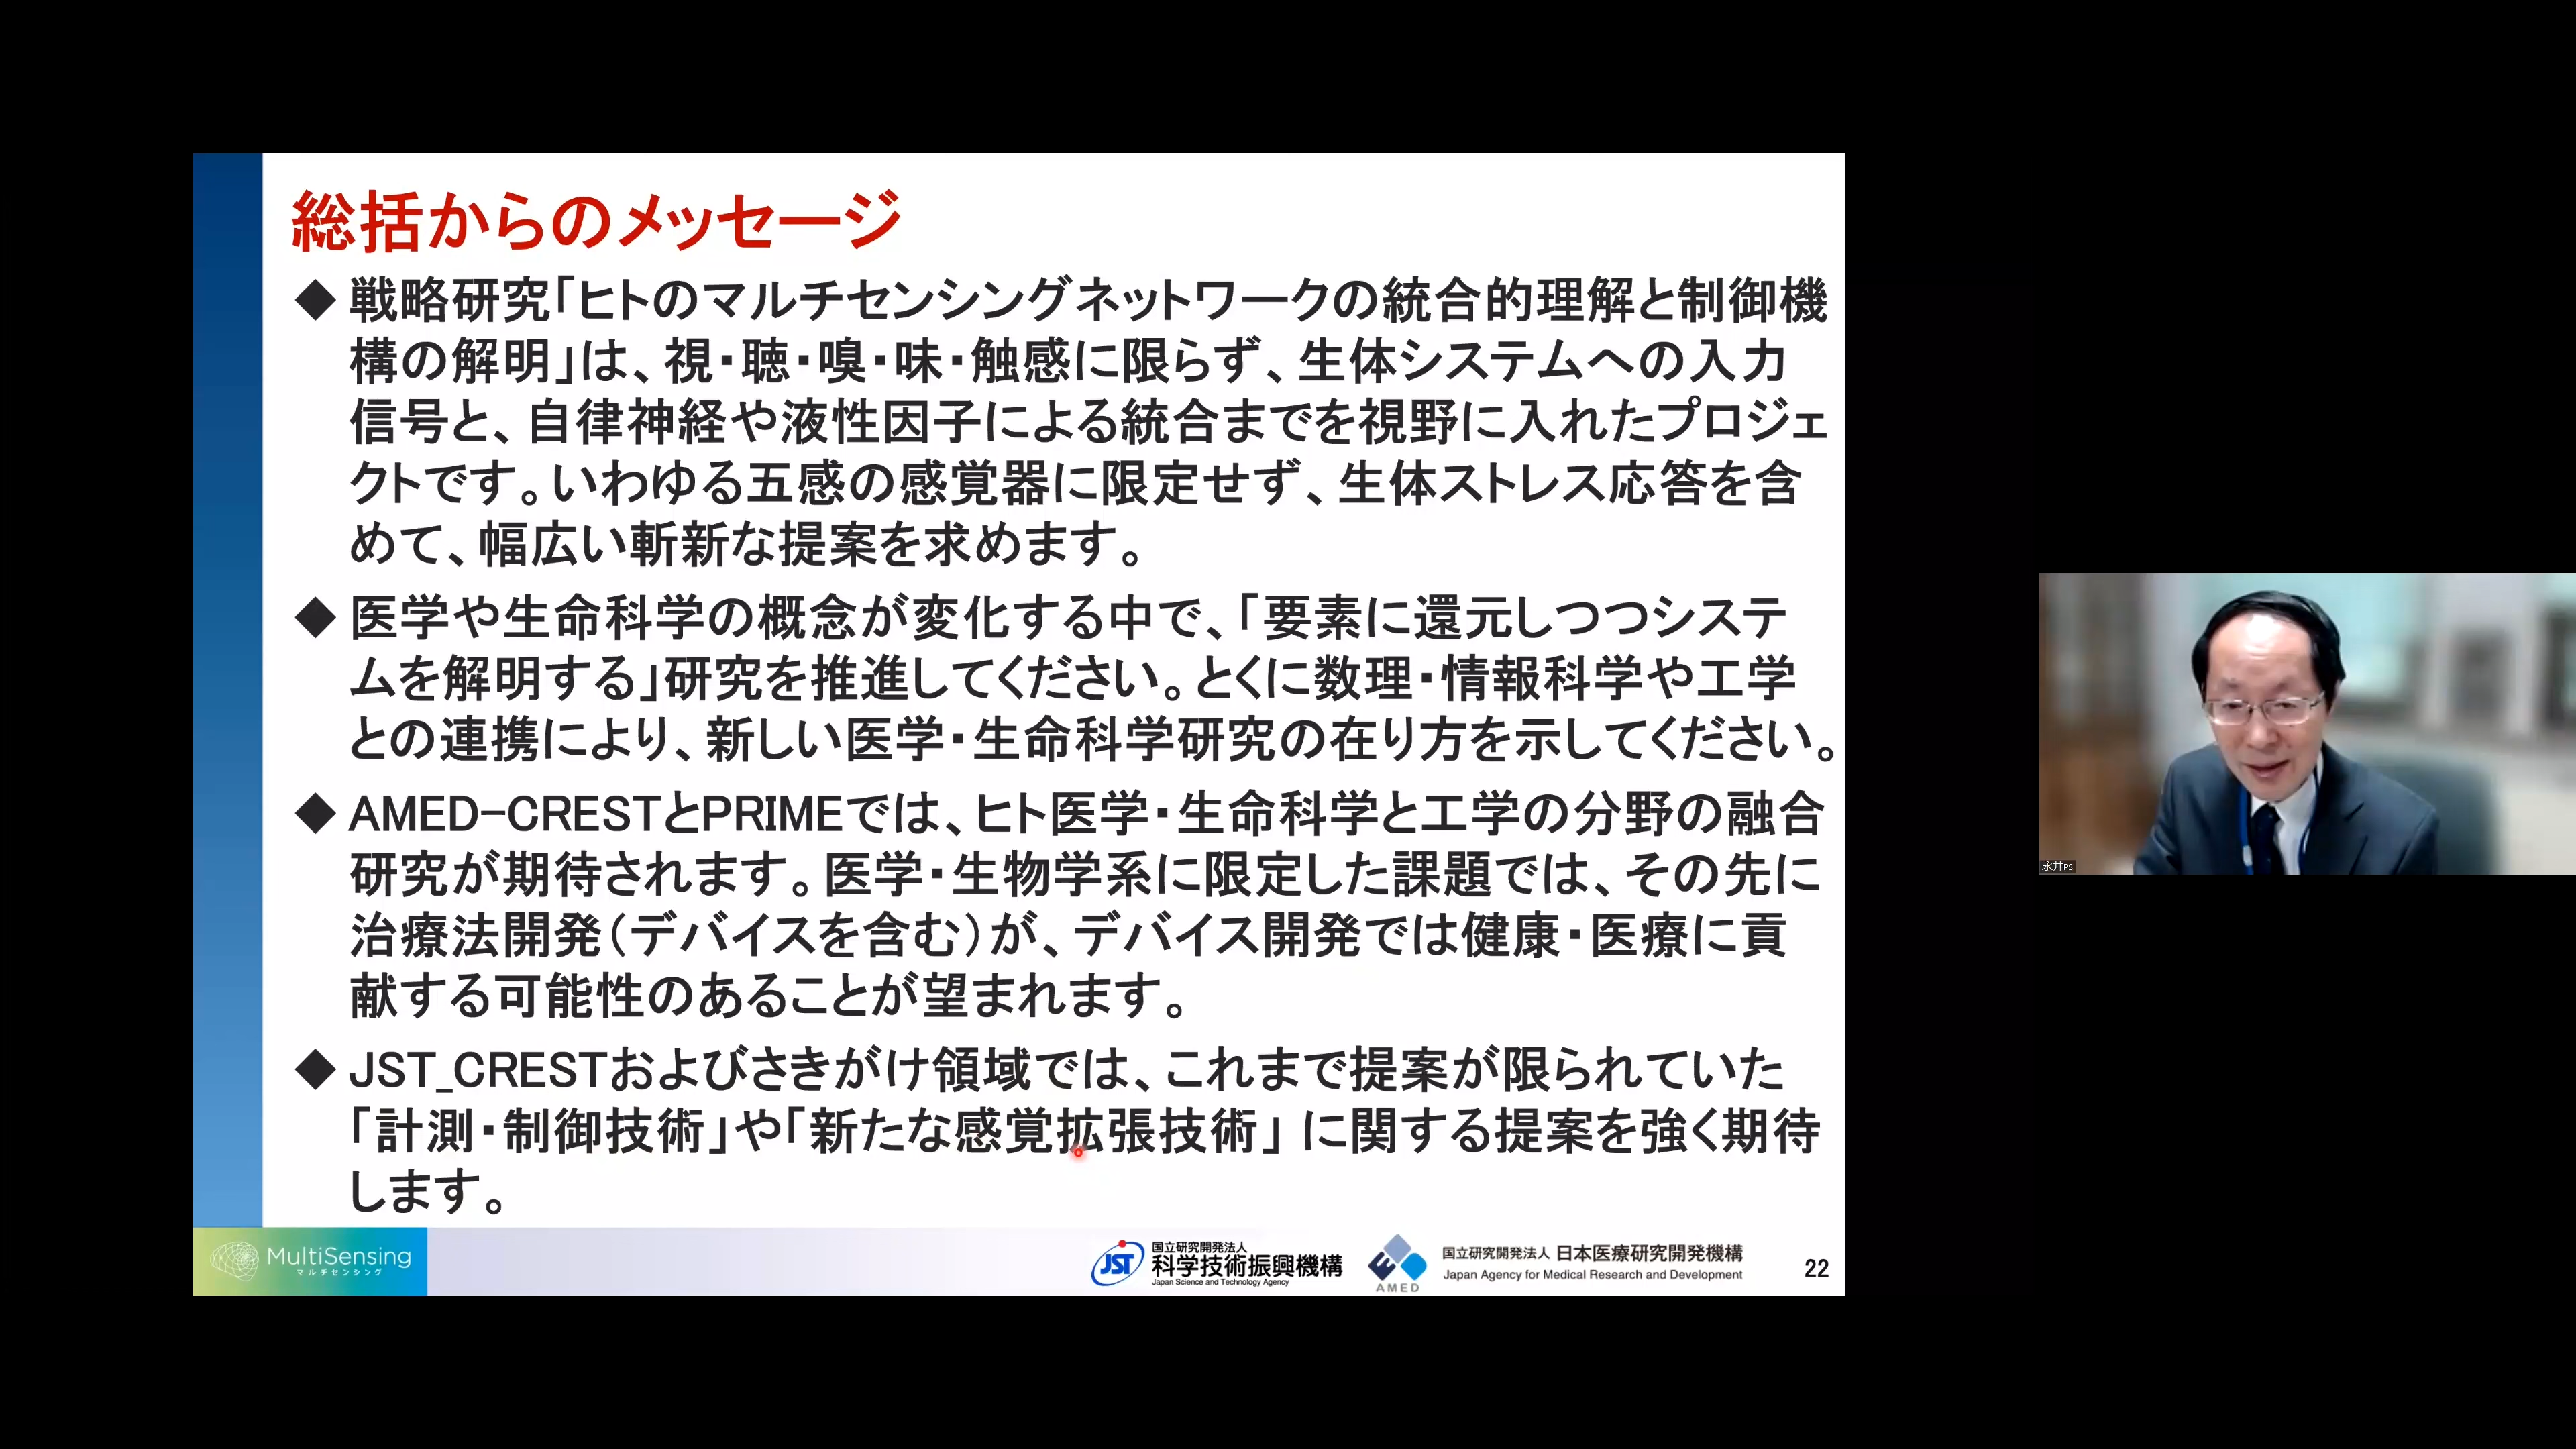 総括からのメッセージ
◆ 戦略研究「ヒトのマルチセンシングネットワークの統合的理解と制御機
構の解明」は、視・聴・嗅・味・触感に限らず、生体システムへの入力
信号と、自律神経や液性因子による統合までを視野に入れたプロジェ
クトです。いわゆる五感の感覚器に限定せず、生体ストレス応答を含
めて、幅広い斬新な提案を求めます。
◆ 医学や生命科学の概念が変化する中で、「要素に還元しつつシステ
ムを解明する」研究を推進してください。とくに数理・情報科学や工学
との連携により、新しい医学・生命科学研究の在り方を示してください。
◆ AMED-CRESTとPRIMEでは、ヒト医学・生命科学と工学の分野の融合
研究が期待されます。医学・生物学系に限定した課題では、その先に
治療法開発(デバイスを含む)が、デバイス開発では健康・医療に貢
献する可能性のあることが望まれます。
◆ JST_CRESTおよびさきがけ領域では、これまで提案が限られていた
「計測・制御技術」や「新たな感覚拡張技術」 に関する提案を強く期待
します。
MultiSensing
マルチセンシング
JST
国立研究開発法人
科学技術振興機構
Japan Science and Technology Agency
AMED
国立研究開発法人 日本医療研究開発機構
Japan Agency for Medical Research and Development
22
永井PS